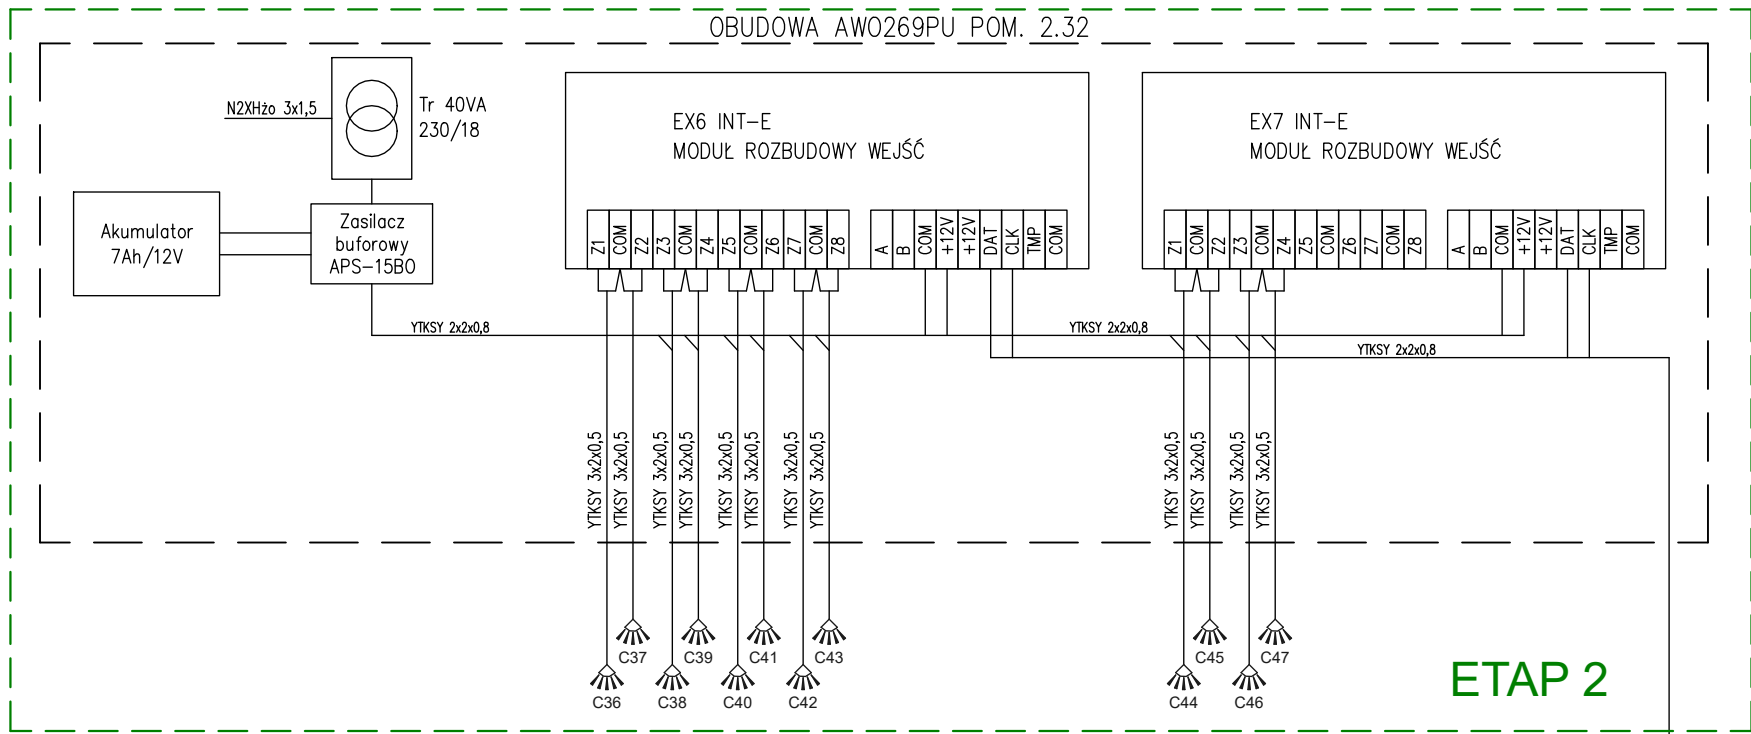 OBUDOWA AWO269PU POM. 2.32
N2XHżo 3x1,5
Tr 40VA
230/18
Akumulator
7Ah/12V
Zasilacz
buforowy
APS-15BO
EX6 INT-E
MODUŁ ROZBUDOWY WEJŚĆ
Z1 COM Z2 Z3 COM Z4 Z5 COM Z6 Z7 COM Z8 A B COM +12V +12V DAT CLK TMP COM
EX7 INT-E
MODUŁ ROZBUDOWY WEJŚĆ
Z1 COM Z2 Z3 COM Z4 Z5 COM Z6 Z7 COM Z8 A B COM +12V +12V DAT CLK TMP COM
YTKSY 2x2x0,8
YTKSY 2x2x0,8
YTKSY 2x2x0,8
YTKSY 3x2x0,5
YTKSY 3x2x0,5
YTKSY 3x2x0,5
YTKSY 3x2x0,5
YTKSY 3x2x0,5
YTKSY 3x2x0,5
YTKSY 3x2x0,5
YTKSY 3x2x0,5
YTKSY 3x2x0,5
YTKSY 3x2x0,5
YTKSY 3x2x0,5
YTKSY 3x2x0,5
C37 C39 C41 C43 C45 C47
C36 C38 C40 C42 C44 C46
ETAP 2